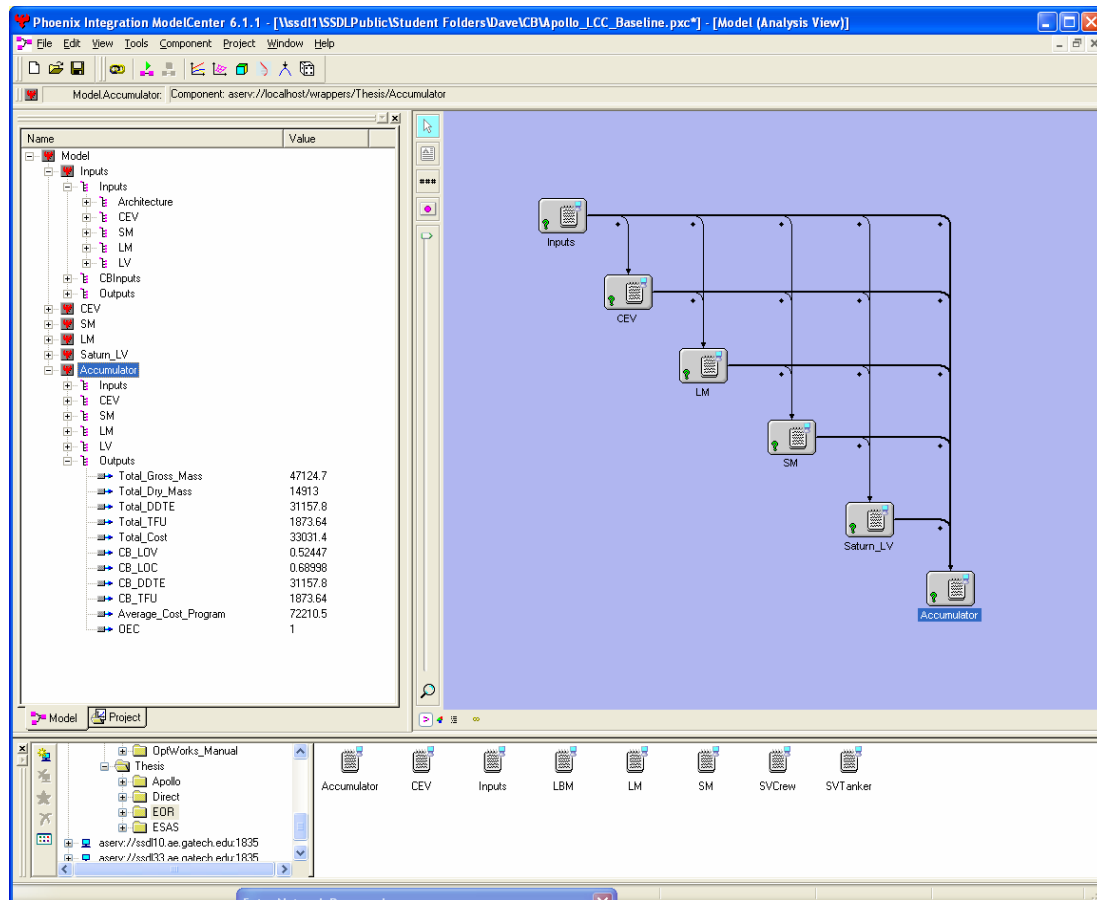 Phoenix Integration ModelCenter 6.1.1 - [\\ssdl1\SSDLPublic\Student Folders\Dave\CB\Apollo_LCC_Baseline.pxc*] - [Model (Analysis View)]
File Edit View Tools Component Project Window Help
Model.Accumulator: Component: aserv://localhost/wrappers/Thesis/Accumulator
Name Value
Model
Inputs
Inputs
Architecture
CEV
SM
LM
LV
CBInputs
Outputs
CEV
SM
LM
Saturn_LV
Accumulator
Inputs
CEV
SM
LM
LV
Outputs
Total_Gross_Mass 47124.7
Total_Dry_Mass 14913
Total_DDTE 31157.8
Total_TFU 1873.64
Total_Cost 33031.4
CB_LOV 0.52447
CB_LOC 0.68998
CB_DDTE 31157.8
CB_TFU 1873.64
Average_Cost_Program 72210.5
OEC 1
Model Project
###
Inputs
CEV
LM
SM
Saturn_LV
Accumulator
OptWorks_Manual
Thesis
Apollo
Direct
EOR
ESAS
aserv://ssdl10.ae.gatech.edu:1835
aserv://ssdl33.ae.gatech.edu:1835
Accumulator CEV Inputs LBM LM SM SVCrew SVTanker